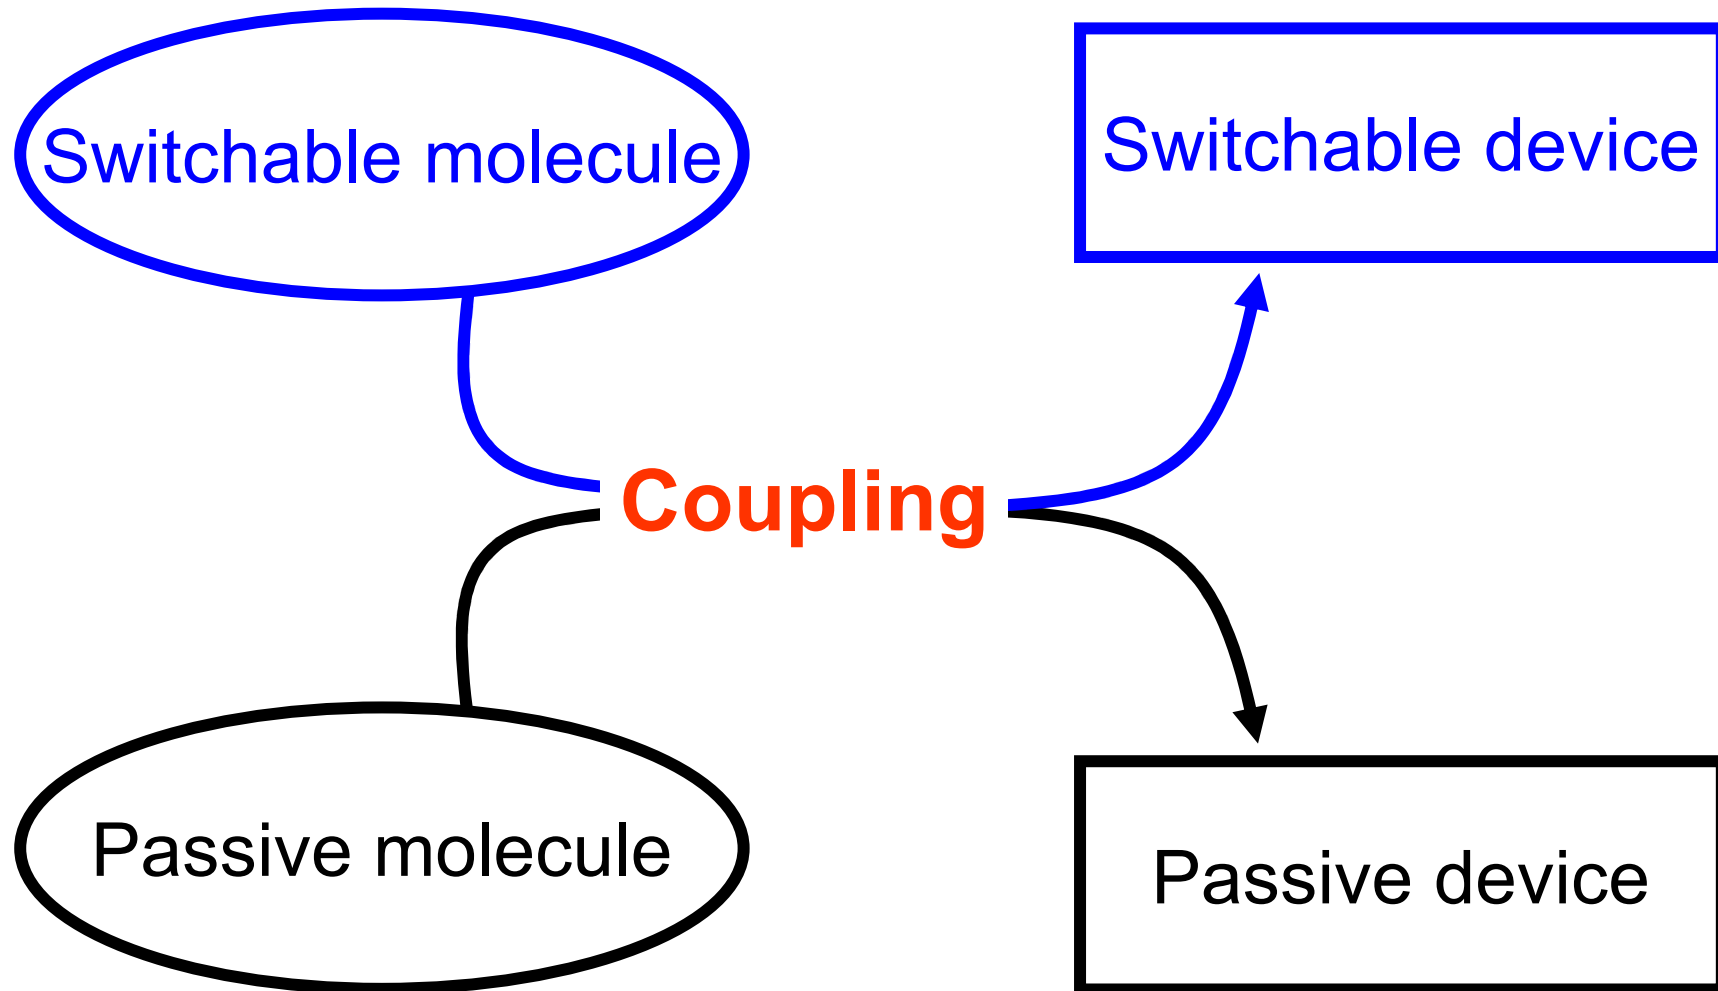 Switchable molecule
Switchable device
Coupling
Passive molecule
Passive device